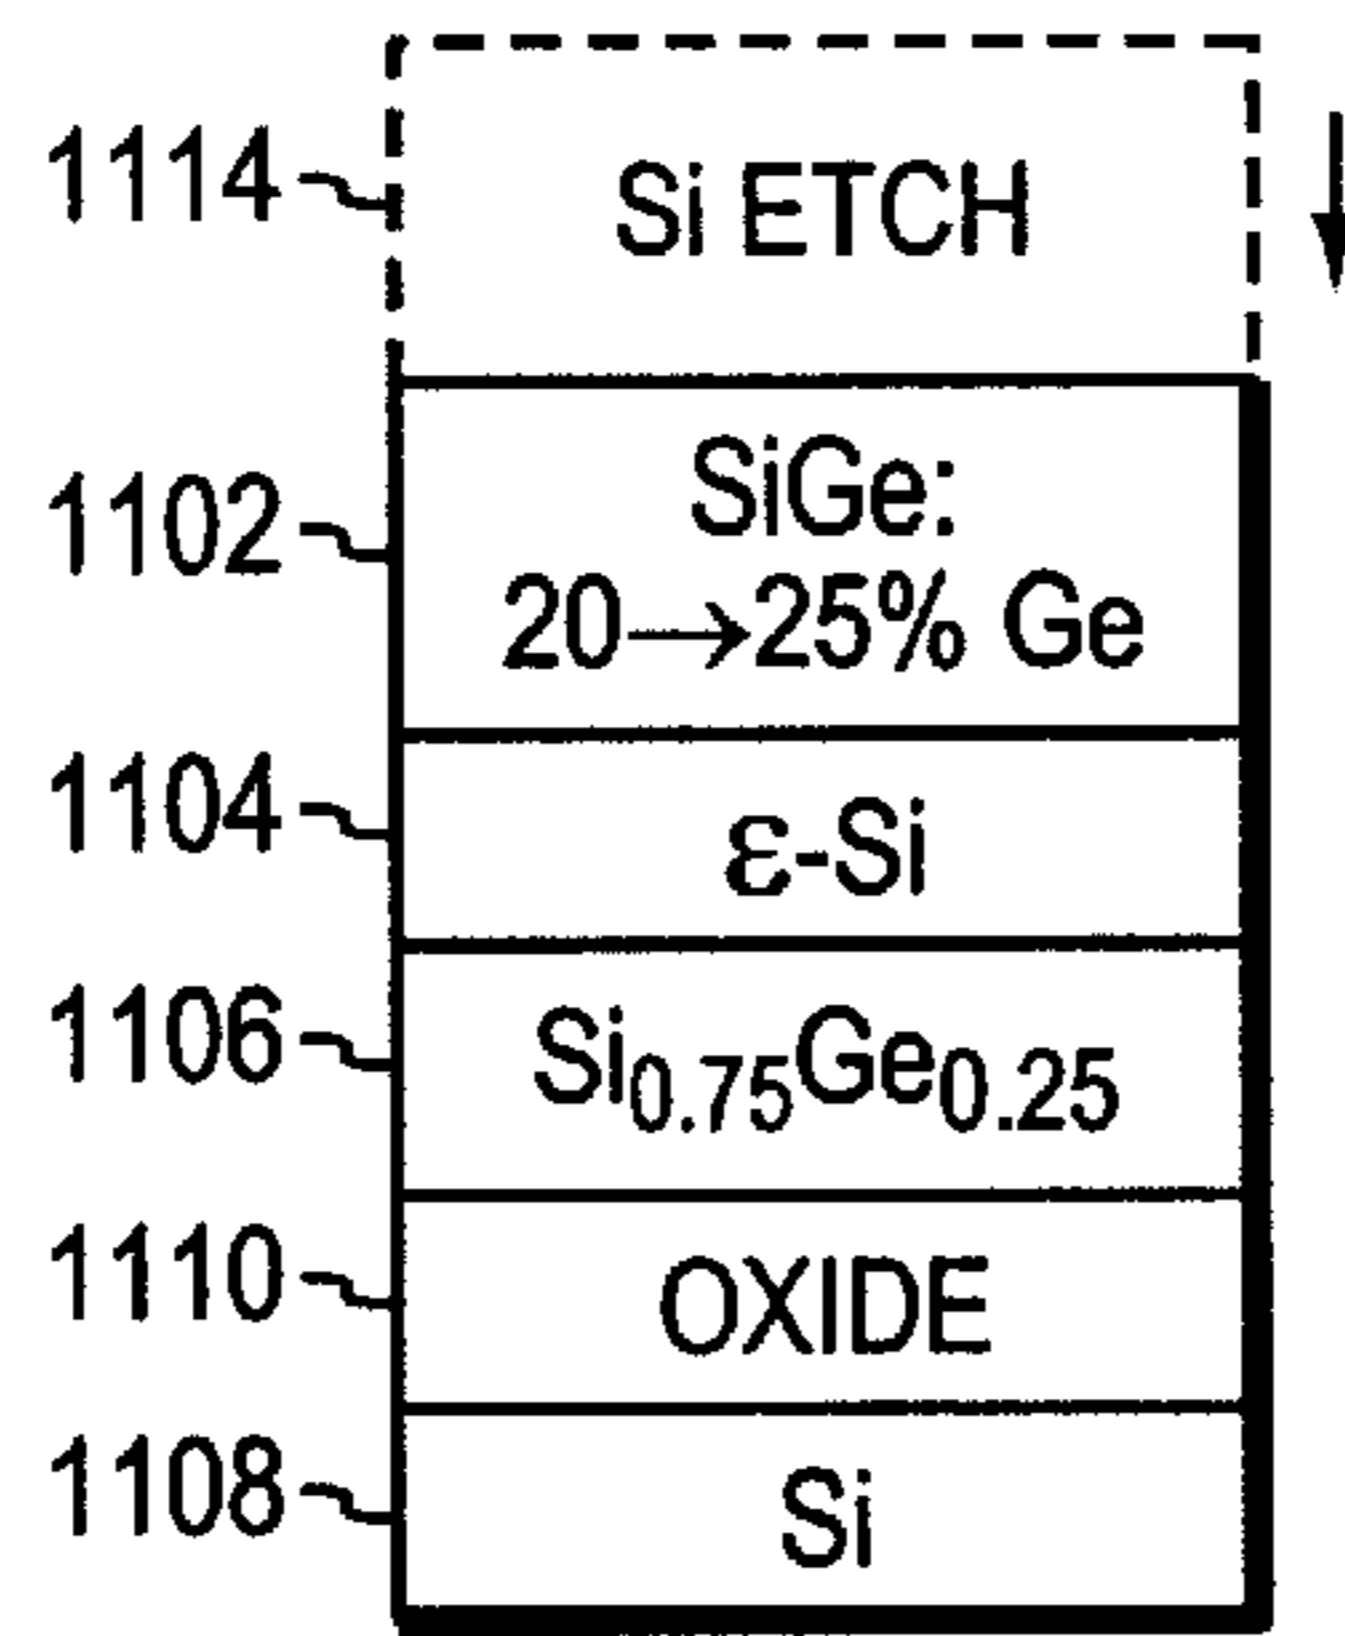 1114
Si ETCH
1102
SiGe:
20→25% Ge
1104
ε-Si
1106
Si0.75Ge0.25
1110
OXIDE
1108
Si